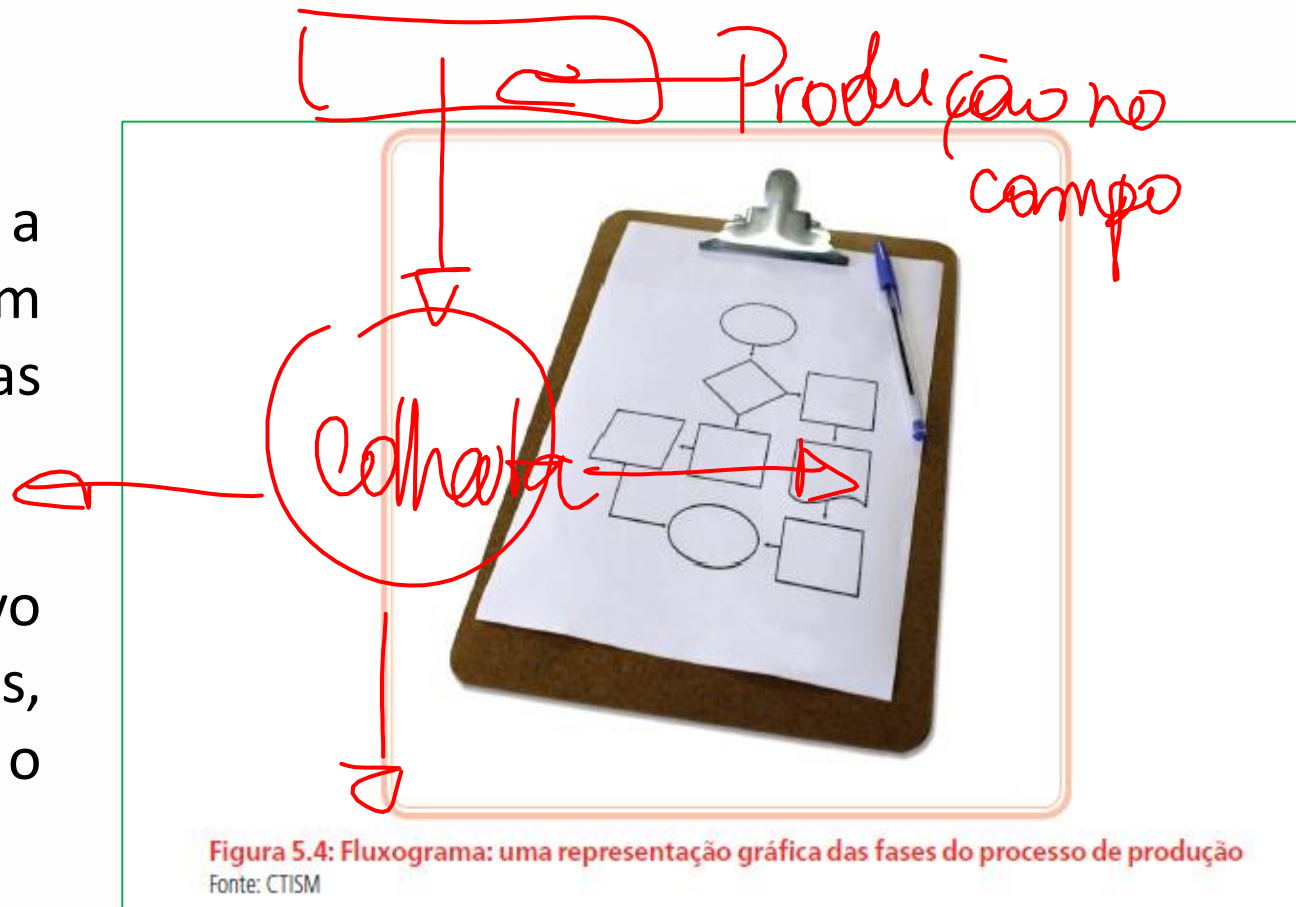 Produção no
campo
a
m
as
Colheita
vo
s,
o
Figura 5.4: Fluxograma: uma representação gráfica das fases do processo de produção
Fonte: CTISM